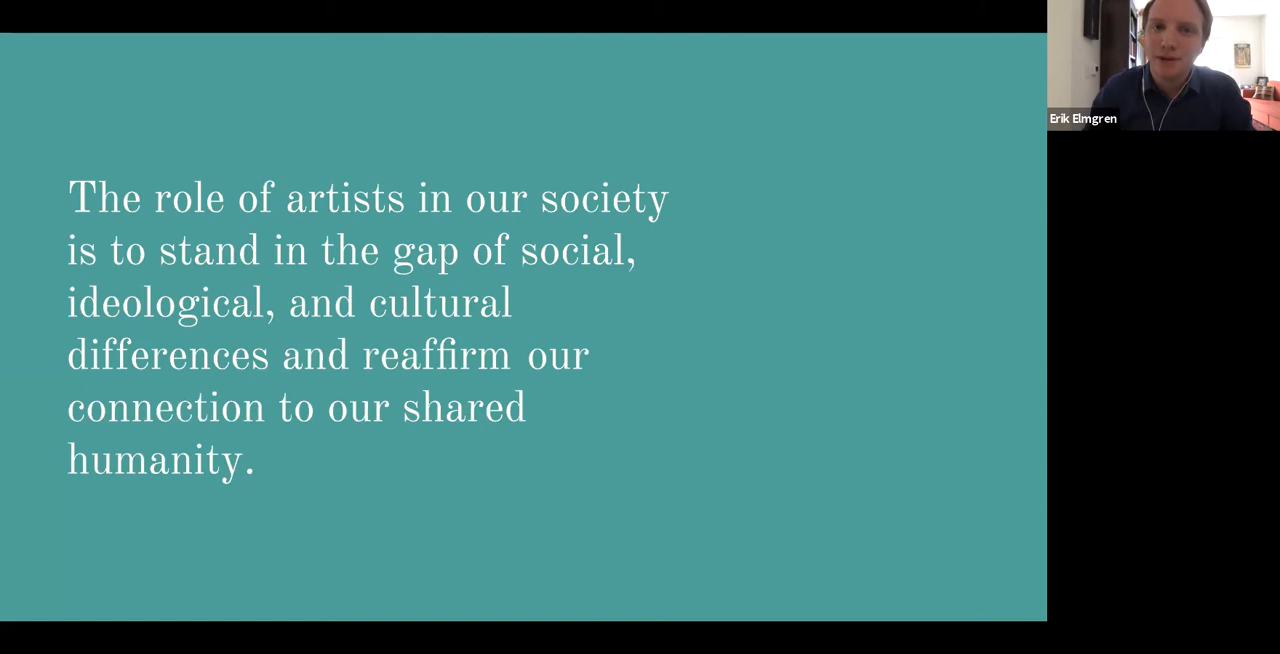 The role of artists in our society
is to stand in the gap of social,
ideological, and cultural
differences and reaffirm our
connection to our shared
humanity.
Erik Elmgren